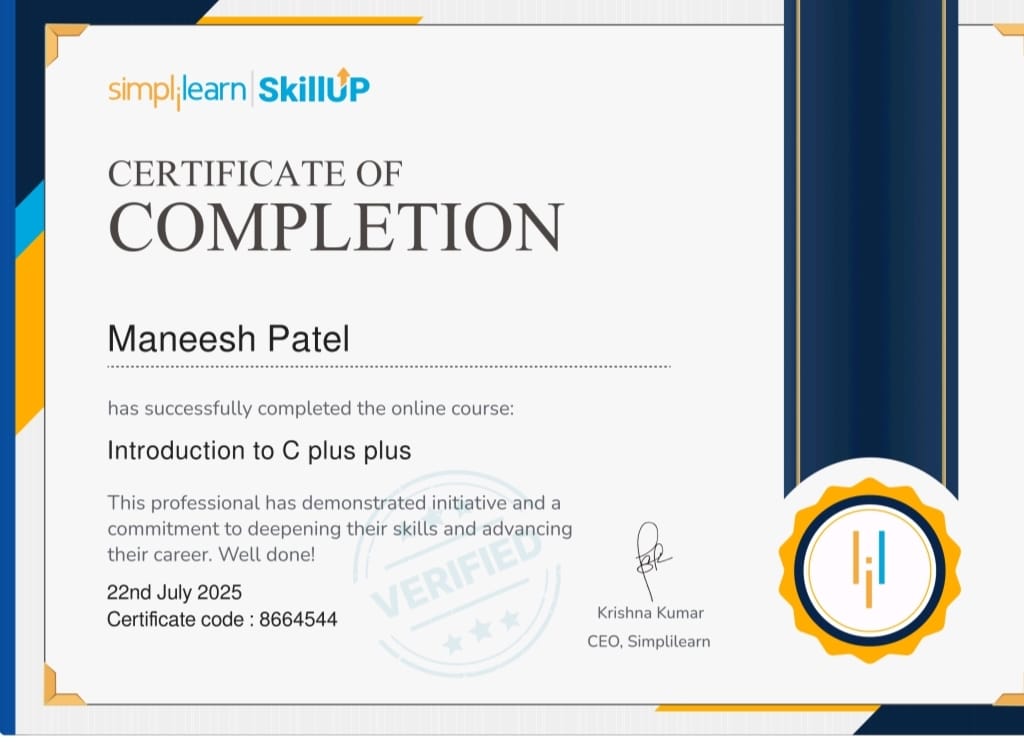 simplilearn | SkillUP
CERTIFICATE OF
COMPLETION
Maneesh Patel
has successfully completed the online course:
Introduction to C plus plus
This professional has demonstrated initiative and a
commitment to deepening their skills and advancing
their career. Well done!
22nd July 2025
Certificate code : 8664544
VERIFIED
Krishna Kumar
CEO, Simplilearn